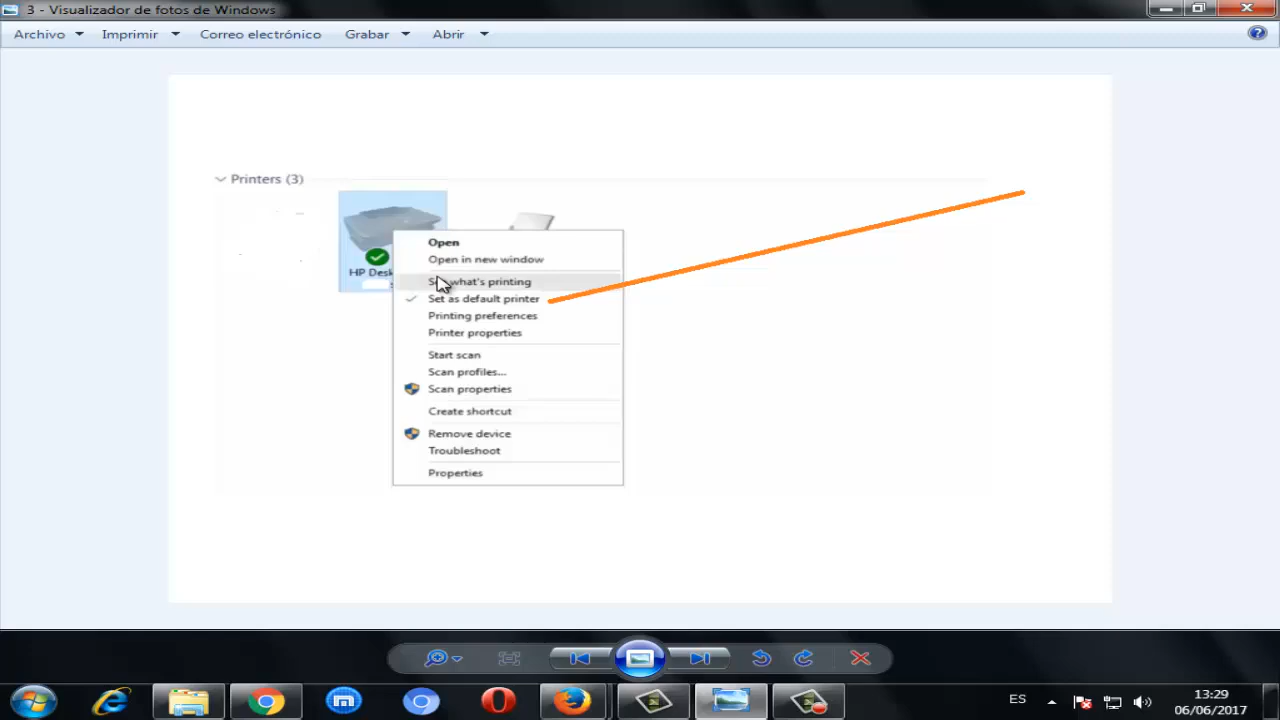 3 - Visualizador de fotos de Windows
Archivo Imprimir Correo electrónico Grabar Abrir
Printers (3)
HP Desk
Open
Open in new window
what's printing
Set as default printer
Printing preferences
Printer properties
Start scan
Scan profiles...
Scan properties
Create shortcut
Remove device
Troubleshoot
Properties
ES
13:29
06/06/2017